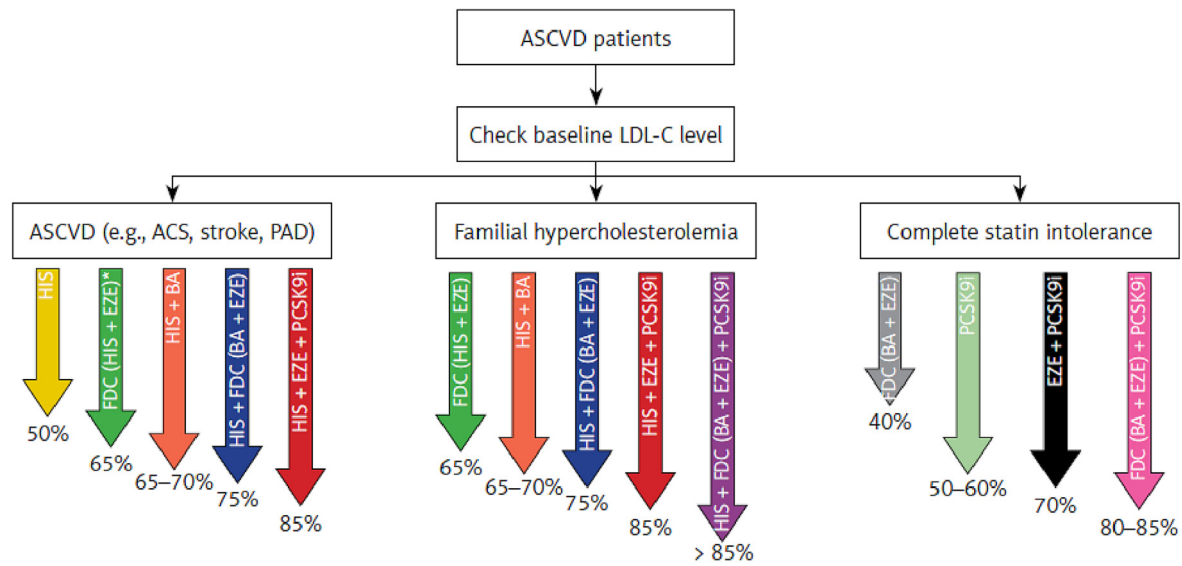 ASCVD patients
Check baseline LDL-C level
ASCVD (e.g., ACS, stroke, PAD)
HIS
50%
FDC (HIS + EZE)*
65%
HIS + BA
65–70%
HIS + FDC (BA + EZE)
75%
HIS + EZE + PCSK9i
85%
Familial hypercholesterolemia
FDC (HIS + EZE)
65%
HIS + BA
65–70%
HIS + FDC (BA + EZE)
75%
HIS + EZE + PCSK9i
85%
HIS + FDC (BA + EZE) + PCSK9i
> 85%
Complete statin intolerance
FDC (BA + EZE)
40%
PCSK9i
50–60%
EZE + PCSK9i
70%
FDC (BA + EZE) + PCSK9i
80–85%